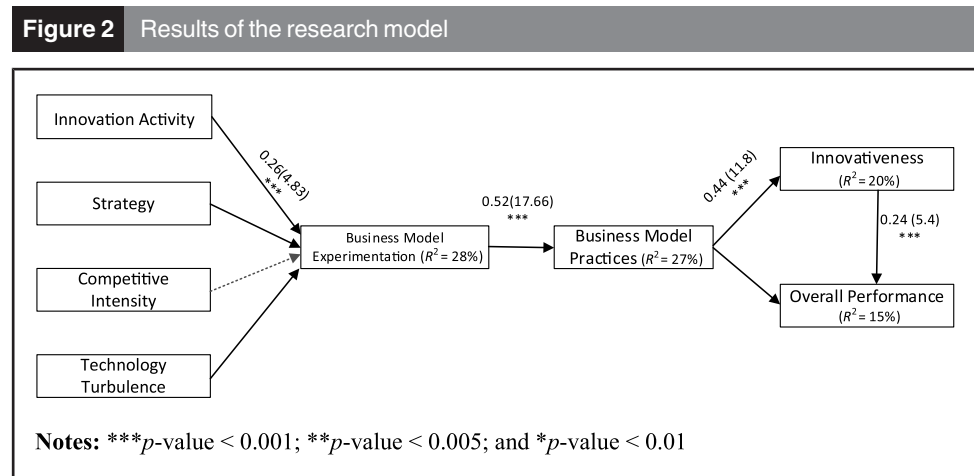 Figure 2 Results of the research model
Innovation Activity
0.26(4.83)
***
Strategy
Competitive
Intensity
Technology
Turbulence
Business Model
Experimentation (R² = 28%)
0.52(17.66)
***
Business Model
Practices (R² = 27%)
0.44 (11.8)
***
Innovativeness
(R² = 20%)
0.24 (5.4)
***
Overall Performance
(R² = 15%)
Notes: ***p-value < 0.001; **p-value < 0.005; and *p-value < 0.01